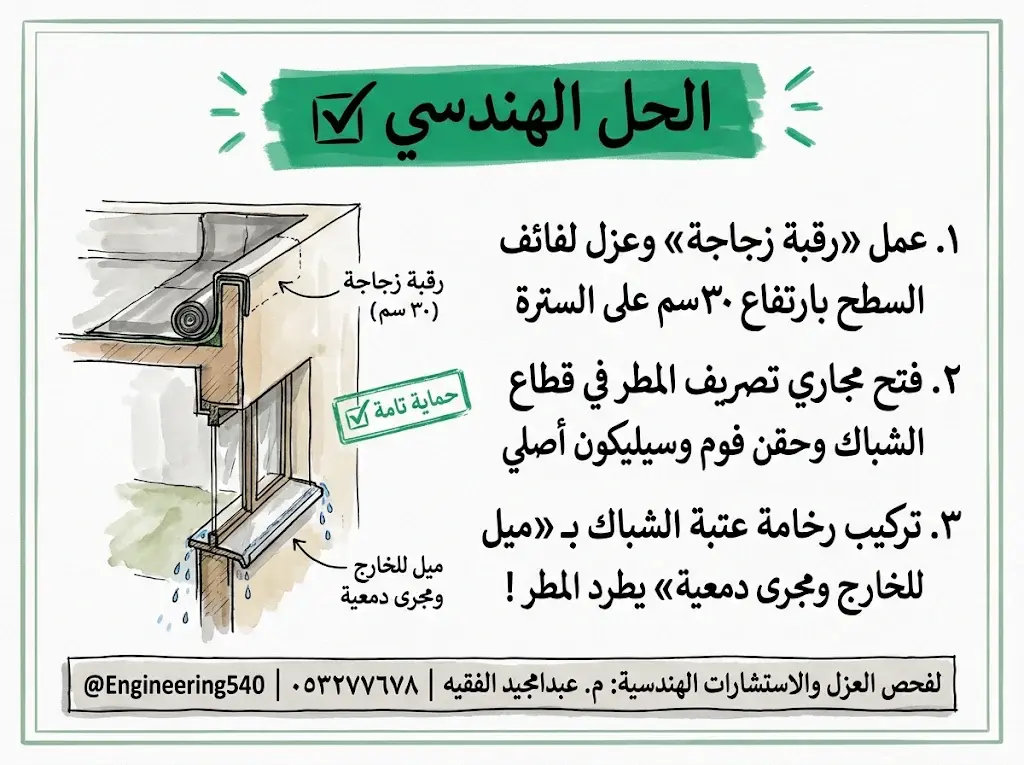 الحل الهندسي ☑
١. عمل «رقبة زجاجة» وعزل لفائف
السطح بارتفاع ٣٠سم على السترة
رقبة زجاجة
(٣٠ سم)
٢. فتح مجاري تصريف المطر في قطاع
الشباك وحقن فوم وسيليكون أصلي
حماية تامة ☑
٣. تركيب رخامة عتبة الشباك بـ «ميل
للخارج ومجرى دمعية» يطرد المطر !
ميل للخارج
ومجرى دمعية
لفحص العزل والاستشارات الهندسية: م. عبدالمجيد الفقيه | ٠٥٣٢٧٧٦٧٨ | @Engineering540